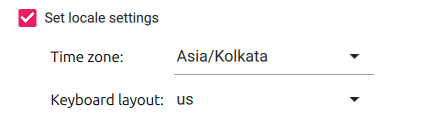 Set locale settings
Time zone: Asia/Kolkata
Keyboard layout: us